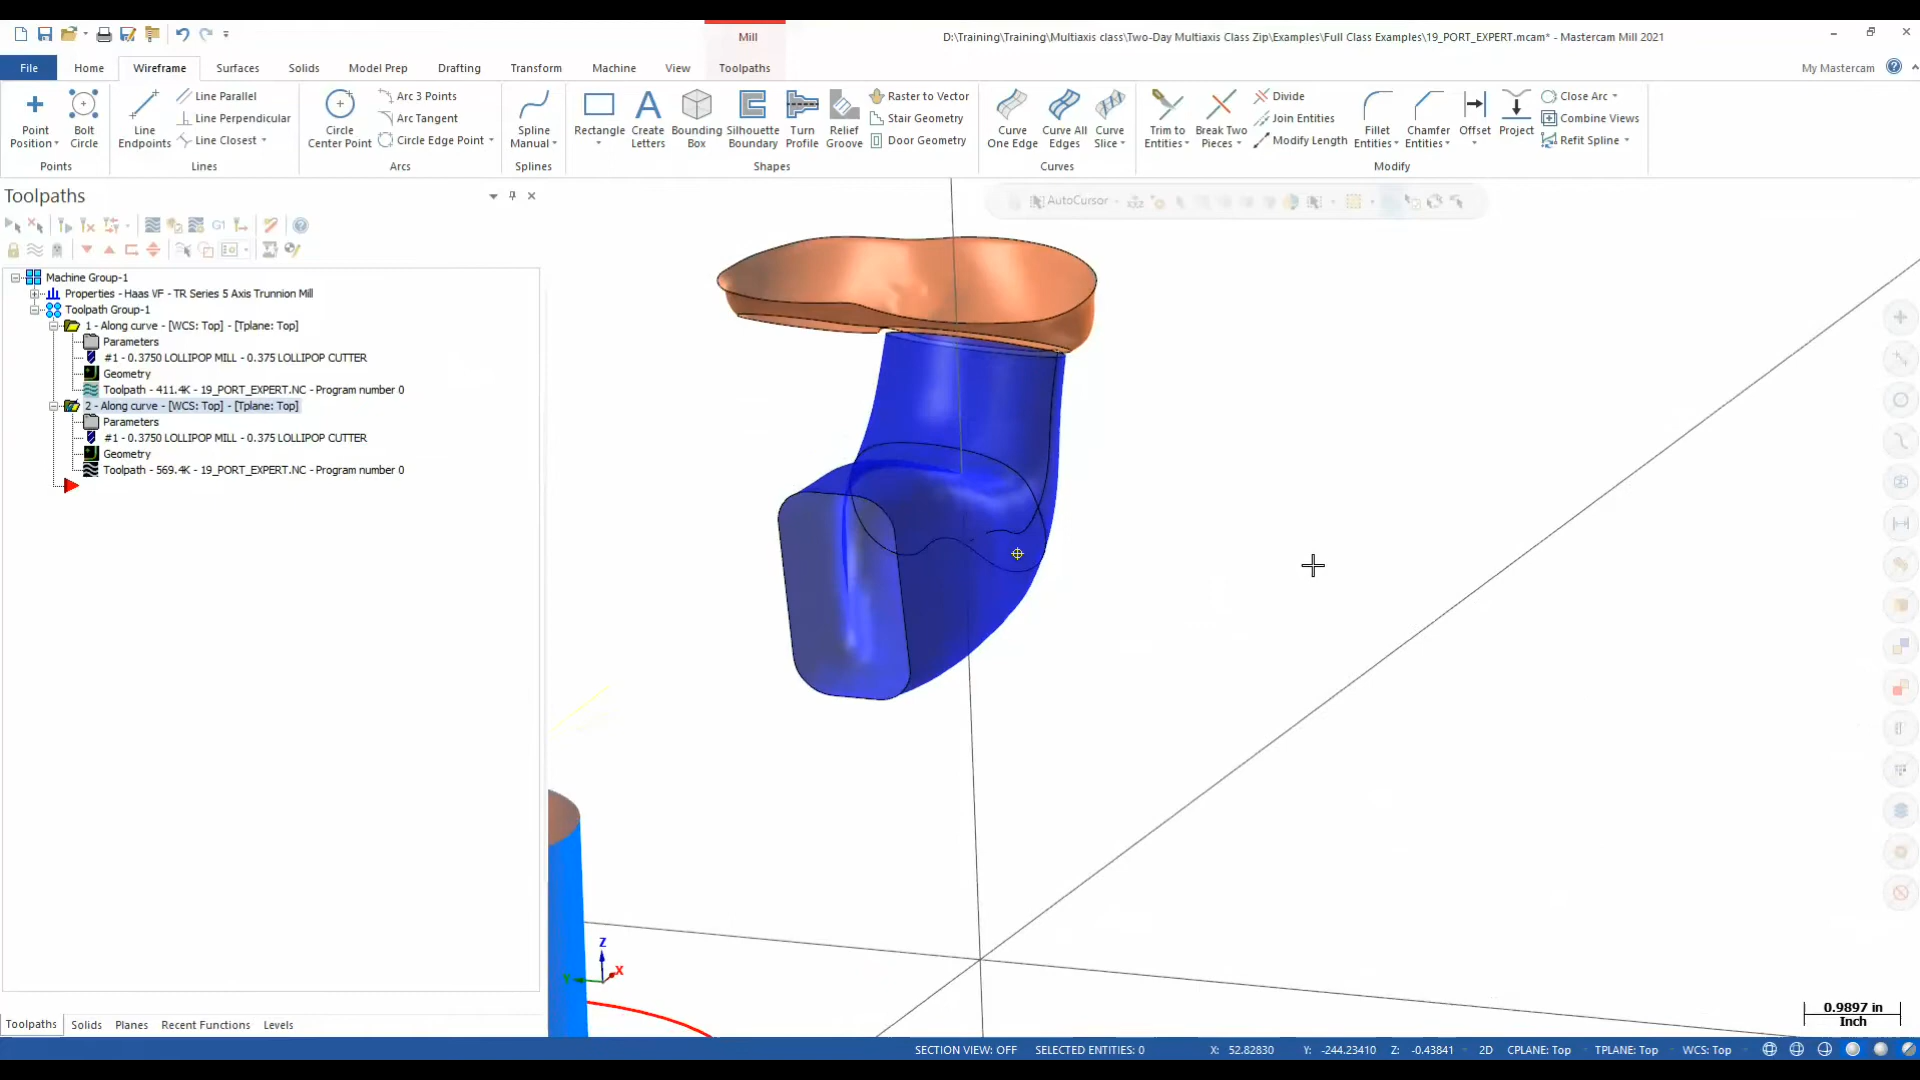 Mill
D:\Training\Training\Multiaxis class\Two-Day Multiaxis Class Zip\Examples\Full Class Examples\19_PORT_EXPERT.mcam* - Mastercam Mill 2021
File Home Wireframe Surfaces Solids Model Prep Drafting Transform Machine View Toolpaths My Mastercam
Point Position
Bolt Circle
Points
Line Endpoints
Line Parallel
Line Perpendicular
Line Closest
Lines
Circle Center Point
Arc 3 Points
Arc Tangent
Circle Edge Point
Arcs
Spline Manual
Splines
Rectangle
Create Letters
Bounding Box
Silhouette Boundary
Turn Profile
Relief Groove
Raster to Vector
Stair Geometry
Door Geometry
Shapes
Curve One Edge
Curve All Edges
Curve Slice
Curves
Trim to Entities
Break Two Pieces
Divide
Join Entities
Modify Length
Fillet Entities
Chamfer Entities
Offset
Project
Close Arc
Combine Views
Refit Spline
Modify
Toolpaths
AutoCursor
G1
Machine Group-1
Properties - Haas VF - TR Series 5 Axis Trunnion Mill
Toolpath Group-1
1 - Along curve - [WCS: Top] - [Tplane: Top]
Parameters
#1 - 0.3750 LOLLIPOP MILL - 0.375 LOLLIPOP CUTTER
Geometry
Toolpath - 411.4K - 19_PORT_EXPERT.NC - Program number 0
2 - Along curve - [WCS: Top] - [Tplane: Top]
Parameters
#1 - 0.3750 LOLLIPOP MILL - 0.375 LOLLIPOP CUTTER
Geometry
Toolpath - 569.4K - 19_PORT_EXPERT.NC - Program number 0
Z
X
Y
0.9897 in
Inch
Toolpaths Solids Planes Recent Functions Levels
SECTION VIEW: OFF SELECTED ENTITIES: 0 X: 52.82830 Y: -244.23410 Z: -0.43841 2D CPLANE: Top TPLANE: Top WCS: Top